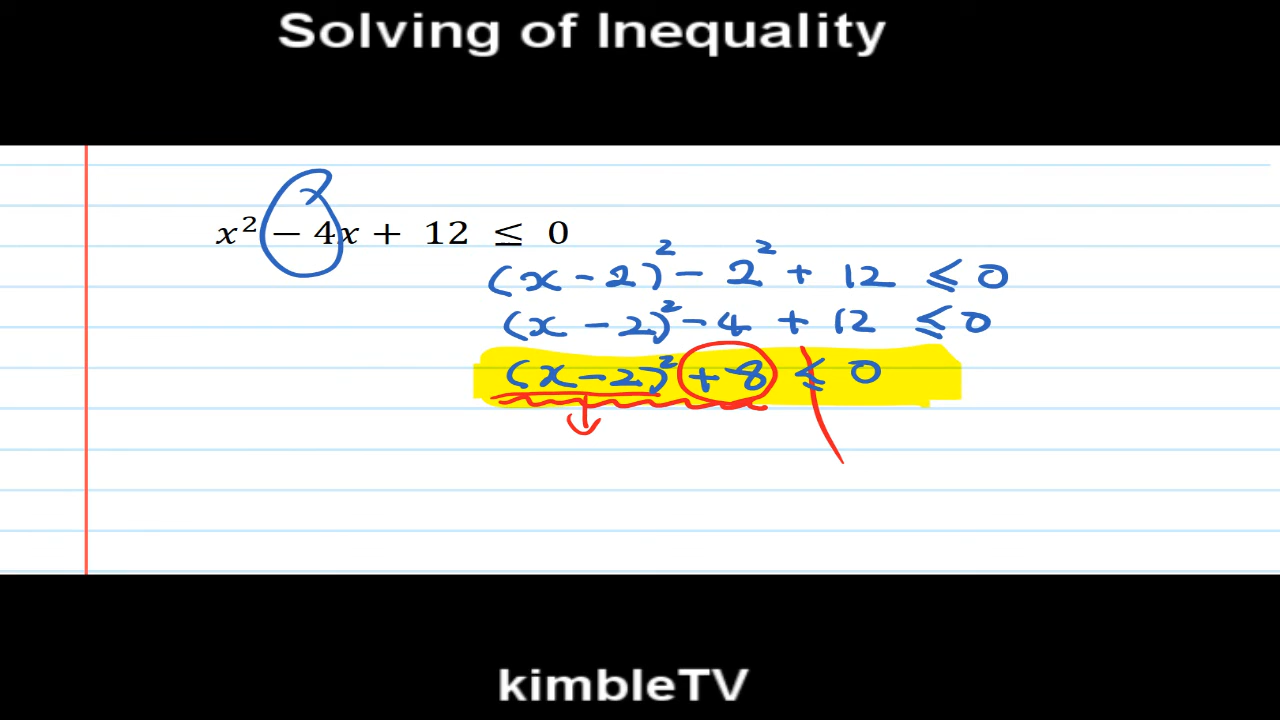 Solving of Inequality
x² − 4x + 12 ≤ 0
(x - 2)² - 2² + 12 ≤ 0
(x - 2)² - 4 + 12 ≤ 0
(x - 2)² + 8 ≤ 0
kimbleTV